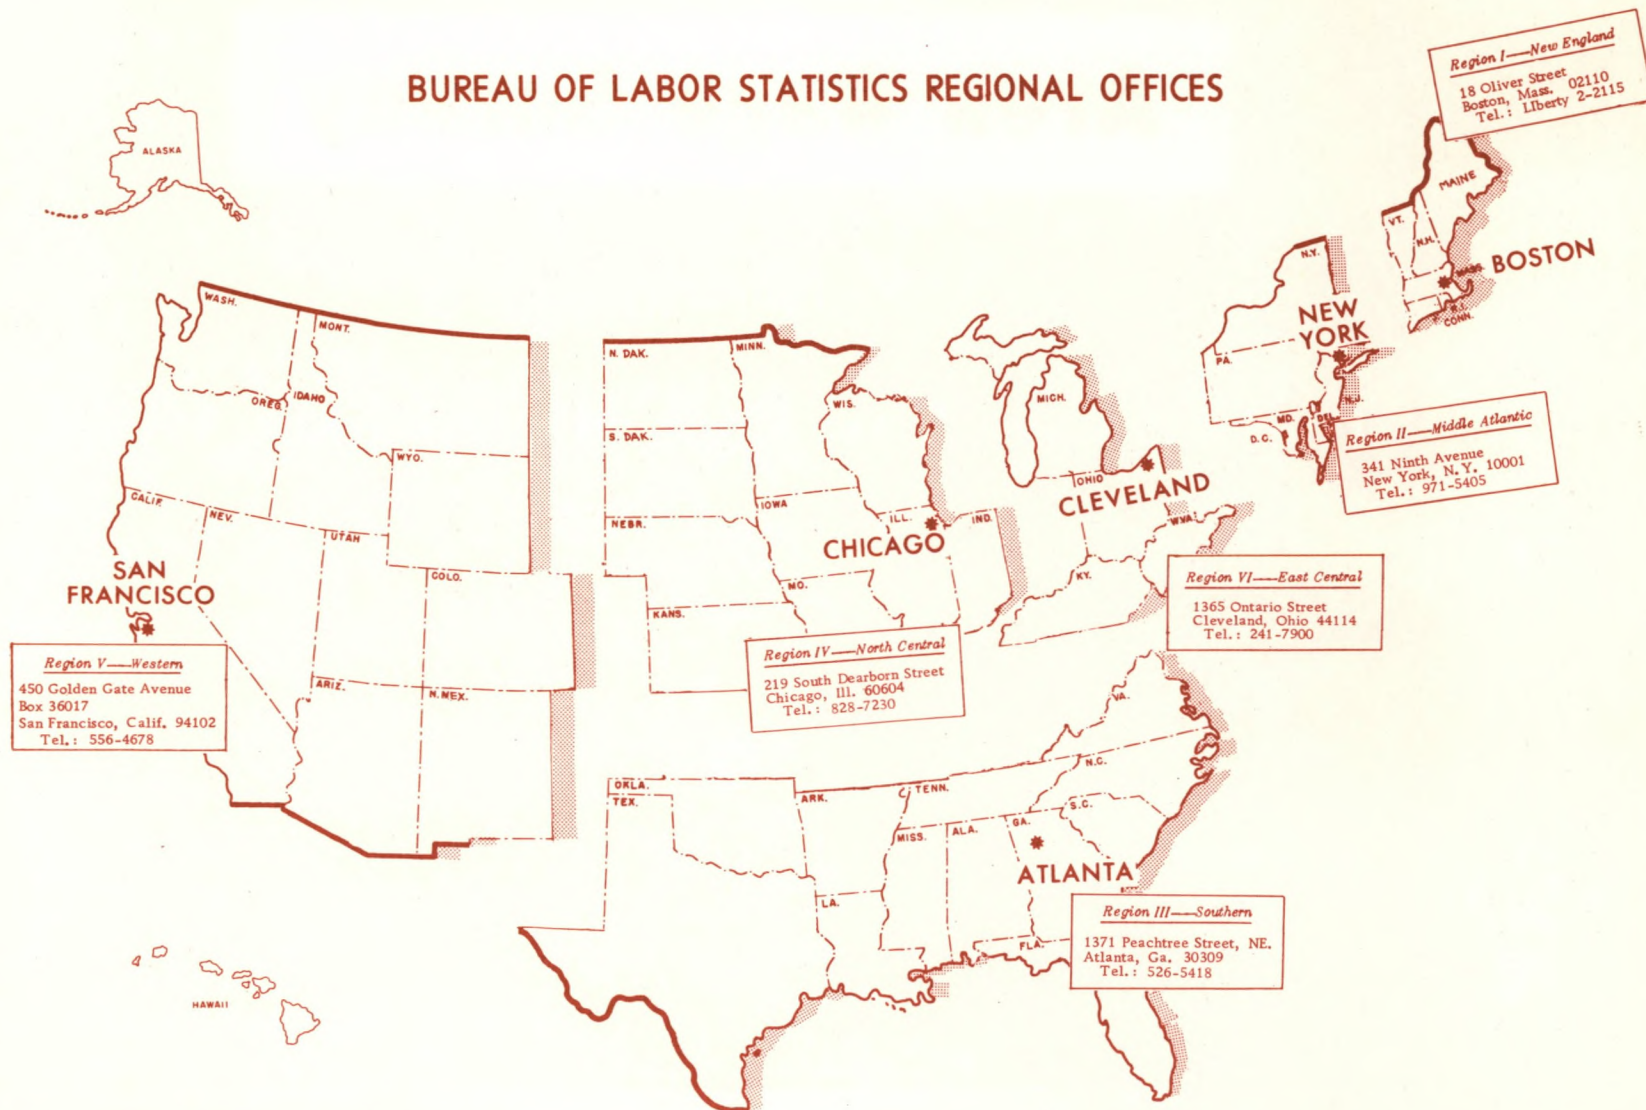 BUREAU OF LABOR STATISTICS REGIONAL OFFICES
Region I——New England
18 Oliver Street
Boston, Mass. 02110
Tel.: LIberty 2-2115
ALASKA
MAINE
VT.
N.H.
MASS.
R.I.
CONN.
BOSTON
N.Y.
NEW
YORK
PA.
N.J.
MD.
DEL.
D.C.
Region II——Middle Atlantic
341 Ninth Avenue
New York, N.Y. 10001
Tel.: 971-5405
WASH.
MONT.
OREG.
IDAHO
WYO.
CALIF.
NEV.
UTAH
COLO.
ARIZ.
N.MEX.
SAN
FRANCISCO
Region V——Western
450 Golden Gate Avenue
Box 36017
San Francisco, Calif. 94102
Tel.: 556-4678
N. DAK.
MINN.
S. DAK.
WIS.
NEBR.
IOWA
ILL.
IND.
KANS.
MO.
CHICAGO
Region IV——North Central
219 South Dearborn Street
Chicago, Ill. 60604
Tel.: 828-7230
MICH.
OHIO
CLEVELAND
W.VA.
KY.
Region VI——East Central
1365 Ontario Street
Cleveland, Ohio 44114
Tel.: 241-7900
VA.
OKLA.
TEX.
ARK.
TENN.
N.C.
S.C.
MISS.
ALA.
GA.
LA.
FLA.
ATLANTA
Region III——Southern
1371 Peachtree Street, NE.
Atlanta, Ga. 30309
Tel.: 526-5418
HAWAII